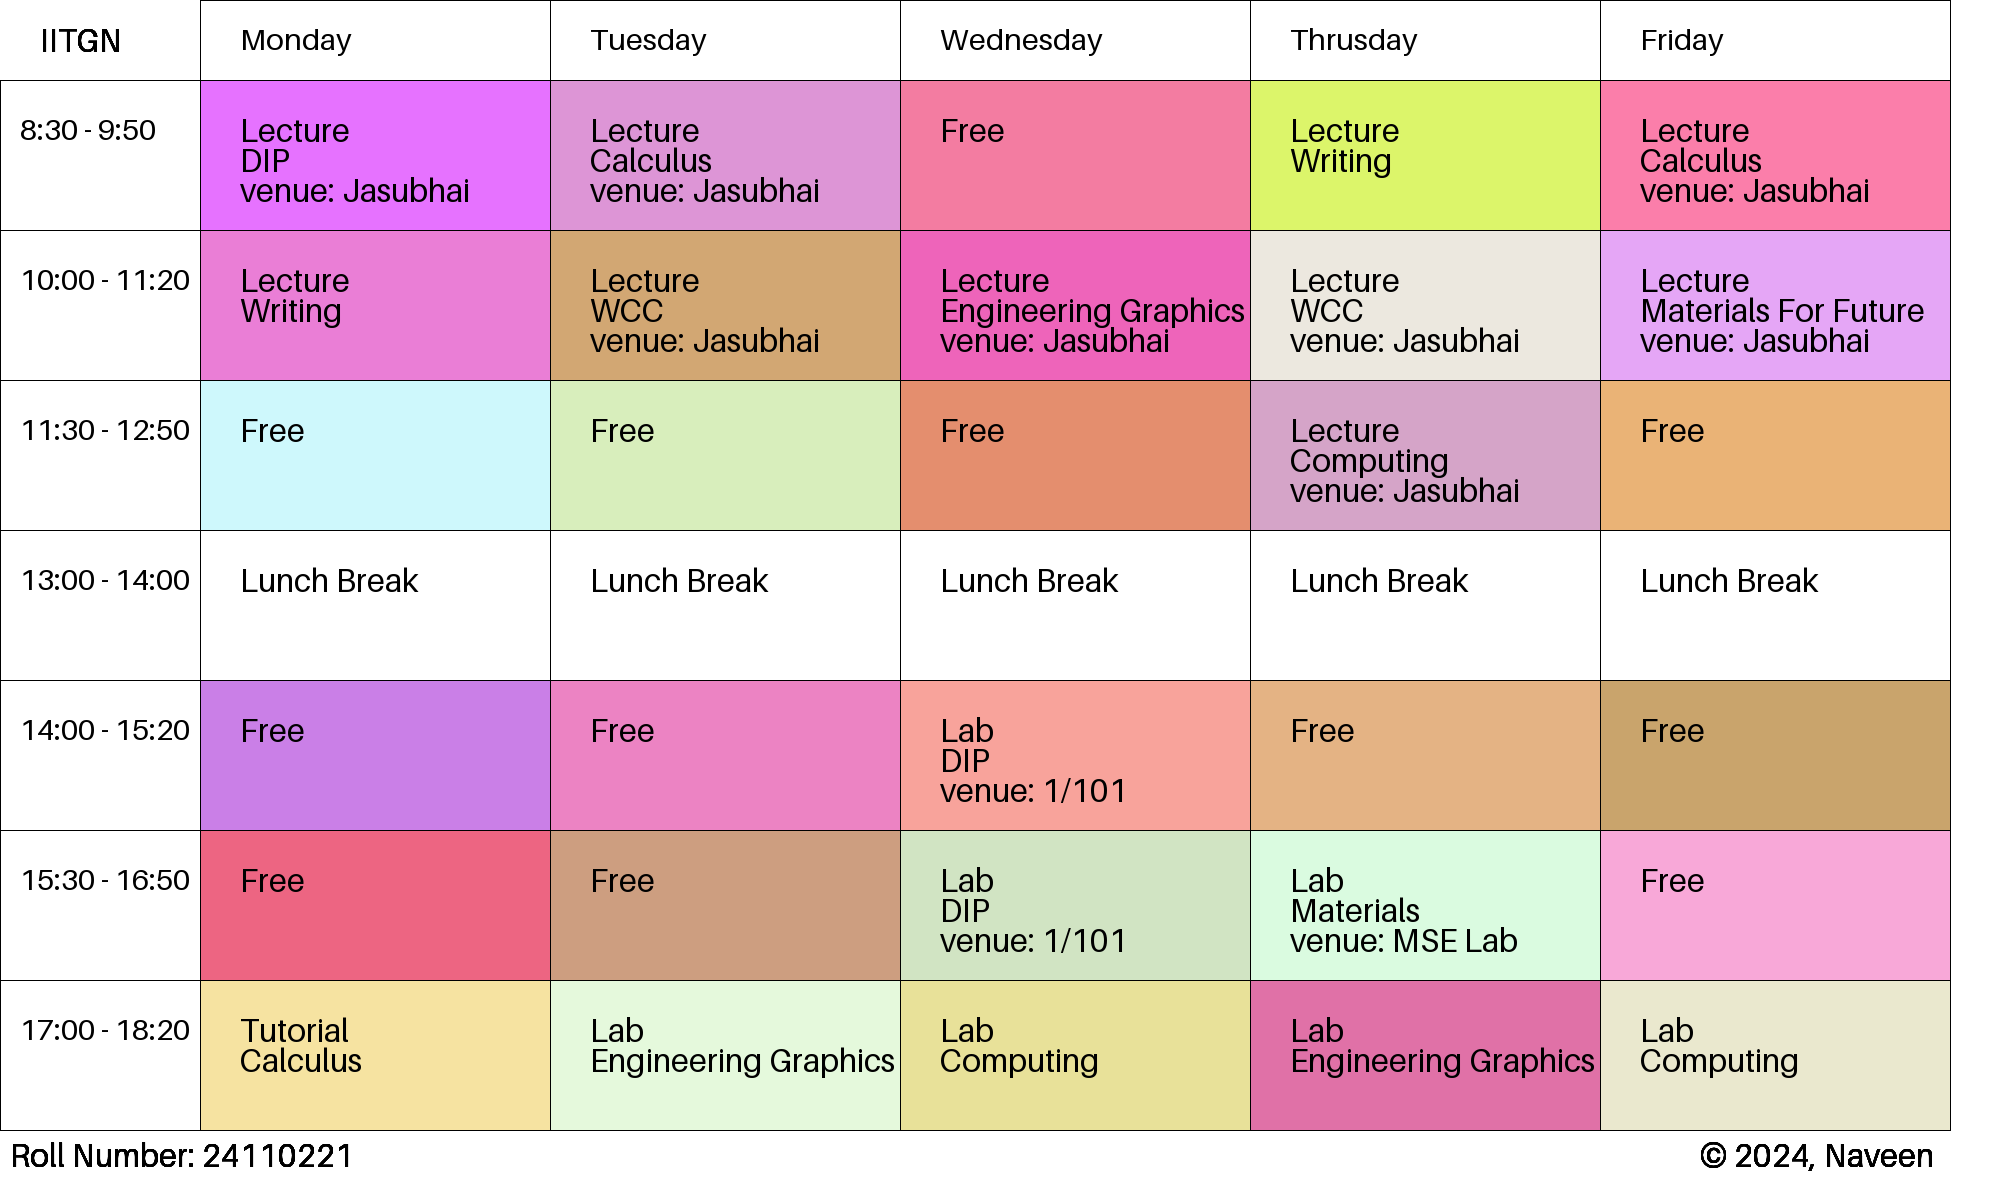 IITGN
Monday
Tuesday
Wednesday
Thrusday
Friday
8:30 - 9:50
Lecture
DIP
venue: Jasubhai
Lecture
Calculus
venue: Jasubhai
Free
Lecture
Writing
Lecture
Calculus
venue: Jasubhai
10:00 - 11:20
Lecture
Writing
Lecture
WCC
venue: Jasubhai
Lecture
Engineering Graphics
venue: Jasubhai
Lecture
WCC
venue: Jasubhai
Lecture
Materials For Future
venue: Jasubhai
11:30 - 12:50
Free
Free
Free
Lecture
Computing
venue: Jasubhai
Free
13:00 - 14:00
Lunch Break
Lunch Break
Lunch Break
Lunch Break
Lunch Break
14:00 - 15:20
Free
Free
Lab
DIP
venue: 1/101
Free
Free
15:30 - 16:50
Free
Free
Lab
DIP
venue: 1/101
Lab
Materials
venue: MSE Lab
Free
17:00 - 18:20
Tutorial
Calculus
Lab
Engineering Graphics
Lab
Computing
Lab
Engineering Graphics
Lab
Computing
Roll Number: 24110221
© 2024, Naveen